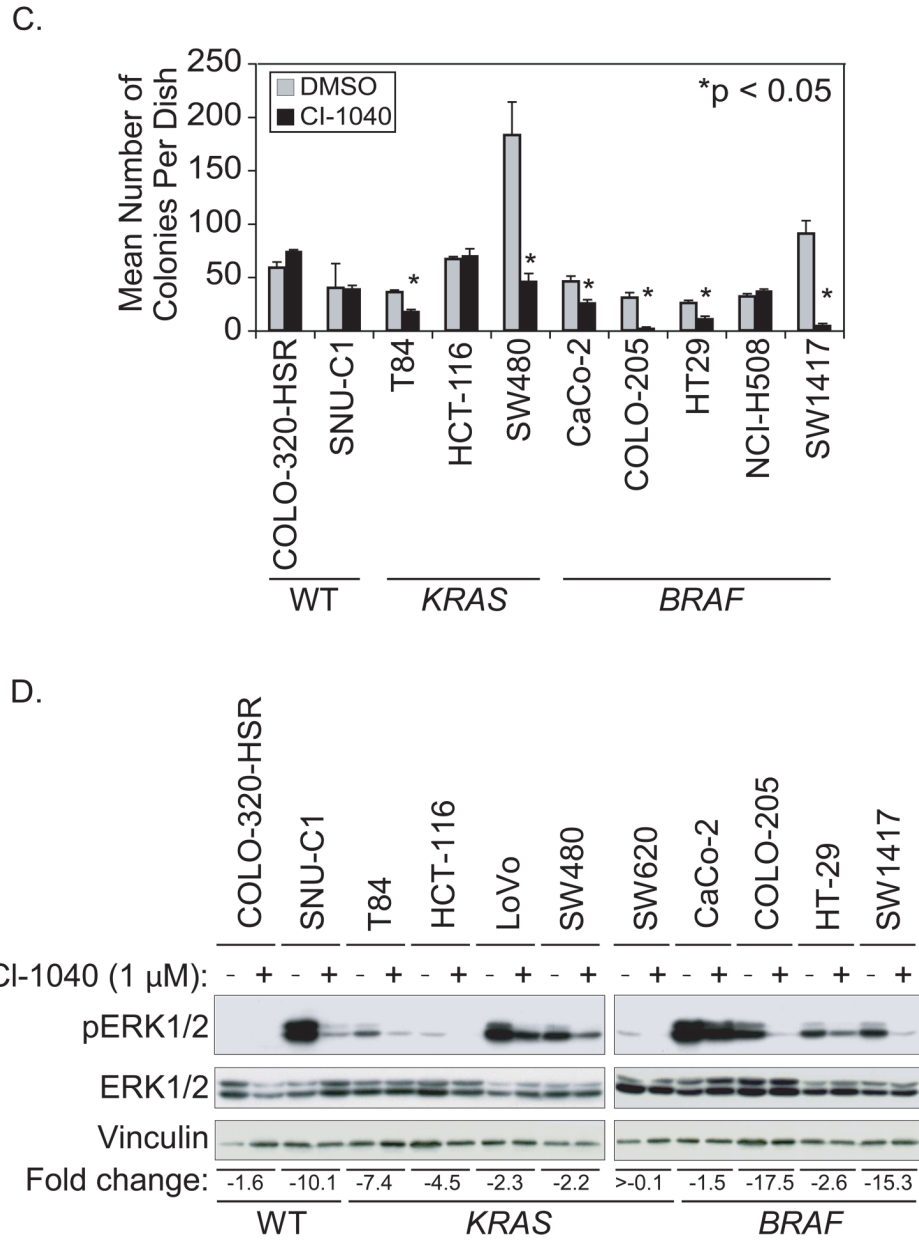 C.
Mean Number of
Colonies Per Dish
250
200
150
100
50
0
DMSO
CI-1040
*p < 0.05
* * * * * *
COLO-320-HSR SNU-C1 T84 HCT-116 SW480 CaCo-2 COLO-205 HT29 NCI-H508 SW1417
WT KRAS BRAF
D.
COLO-320-HSR SNU-C1 T84 HCT-116 LoVo SW480 SW620 CaCo-2 COLO-205 HT-29 SW1417
CI-1040 (1 µM): - + - + - + - + - + - + - + - + - + - + - +
pERK1/2
ERK1/2
Vinculin
Fold change: -1.6 -10.1 -7.4 -4.5 -2.3 -2.2 >-0.1 -1.5 -17.5 -2.6 -15.3
WT KRAS BRAF